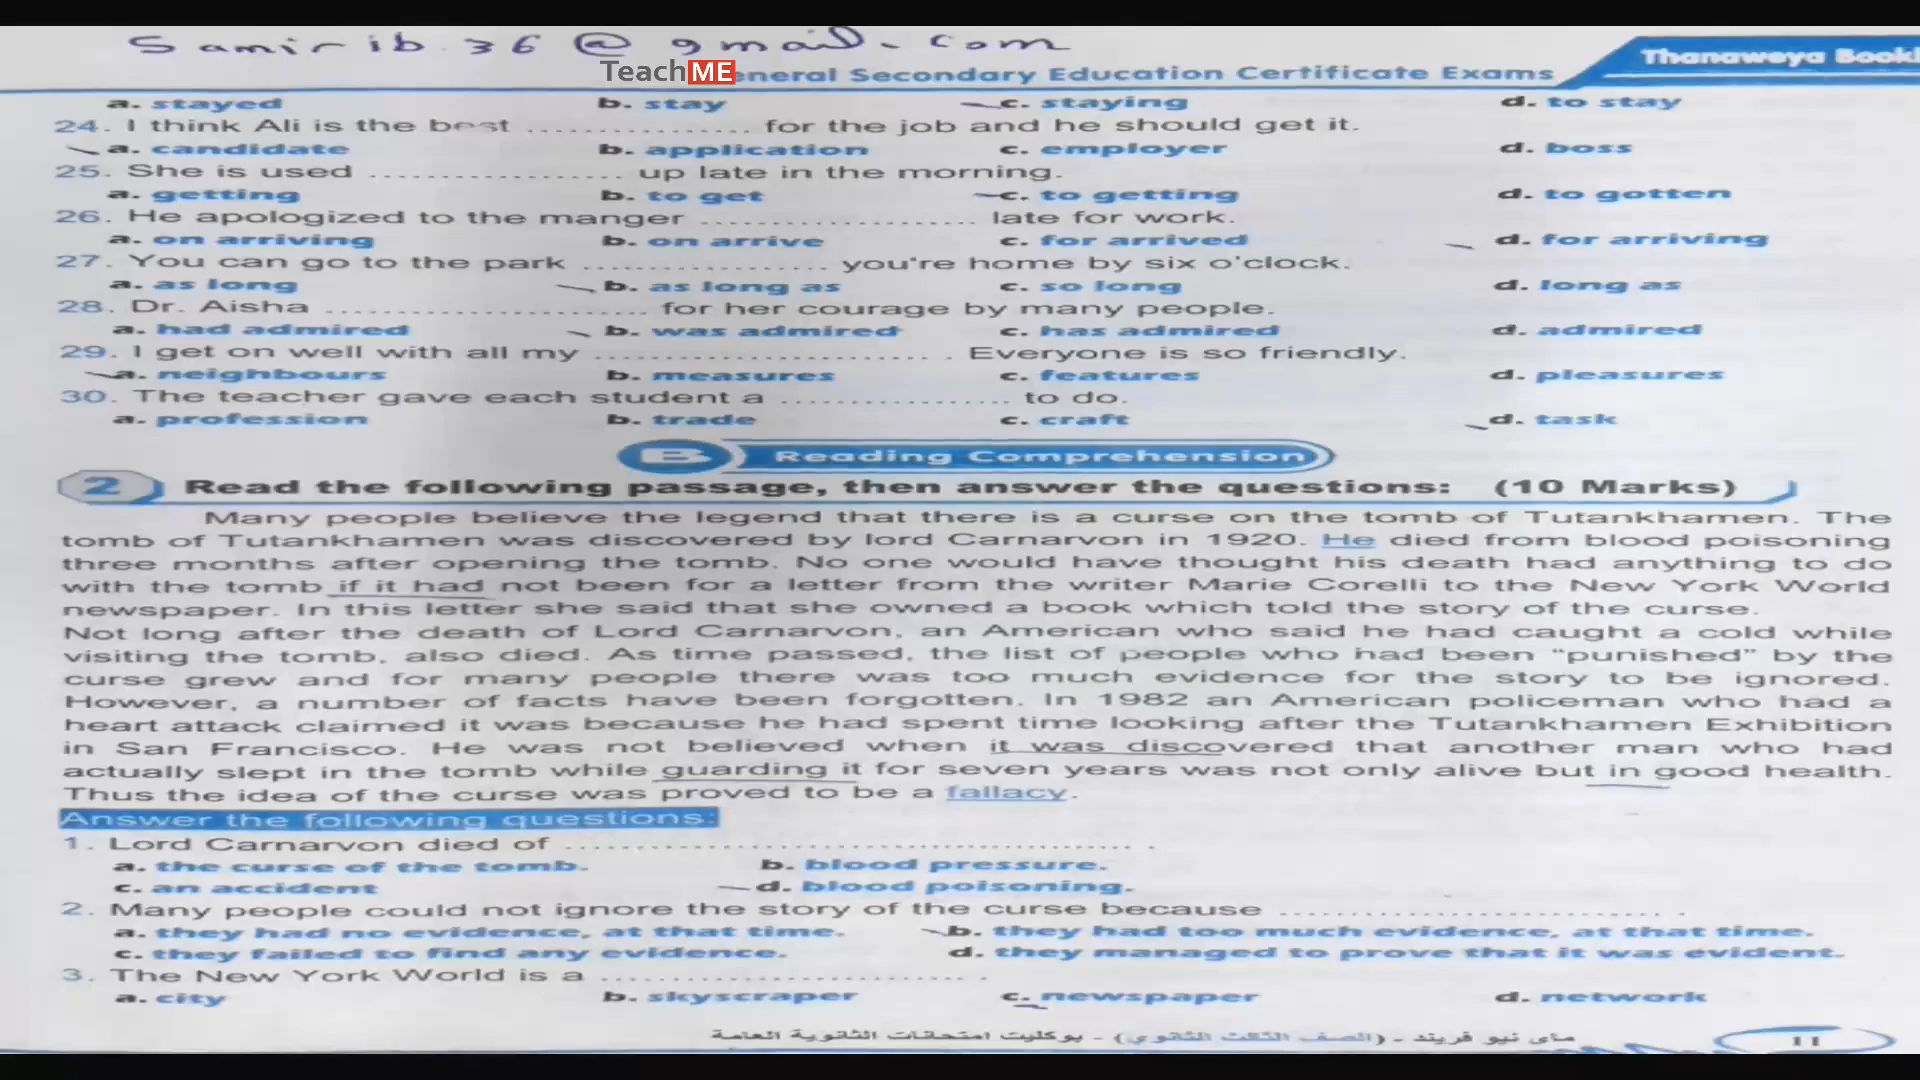 Samirib.36@gmail.com
Thanaweya Bookl
TeachME eneral Secondary Education Certificate Exams
a. stayed b. stay c. staying d. to stay
24. I think Ali is the best ................ for the job and he should get it.
a. candidate b. application c. employer d. boss
25. She is used .................. up late in the morning.
a. getting b. to get c. to getting d. to gotten
26. He apologized to the manger .................... late for work.
a. on arriving b. on arrive c. for arrived d. for arriving
27. You can go to the park .................. you're home by six o'clock.
a. as long b. as long as c. so long d. long as
28. Dr. Aisha ........................ for her courage by many people.
a. had admired b. was admired c. has admired d. admired
29. I get on well with all my .......................... . Everyone is so friendly.
a. neighbours b. measures c. features d. pleasures
30. The teacher gave each student a ................. to do.
a. profession b. trade c. craft d. task
B Reading Comprehension
2 Read the following passage, then answer the questions: (10 Marks)
Many people believe the legend that there is a curse on the tomb of Tutankhamen. The
tomb of Tutankhamen was discovered by lord Carnarvon in 1920. He died from blood poisoning
three months after opening the tomb. No one would have thought his death had anything to do
with the tomb if it had not been for a letter from the writer Marie Corelli to the New York World
newspaper. In this letter she said that she owned a book which told the story of the curse.
Not long after the death of Lord Carnarvon, an American who said he had caught a cold while
visiting the tomb, also died. As time passed, the list of people who had been "punished" by the
curse grew and for many people there was too much evidence for the story to be ignored.
However, a number of facts have been forgotten. In 1982 an American policeman who had a
heart attack claimed it was because he had spent time looking after the Tutankhamen Exhibition
in San Francisco. He was not believed when it was discovered that another man who had
actually slept in the tomb while guarding it for seven years was not only alive but in good health.
Thus the idea of the curse was proved to be a fallacy.
Answer the following questions:
1. Lord Carnarvon died of .......................................... .
a. the curse of the tomb. b. blood pressure.
c. an accident d. blood poisoning.
2. Many people could not ignore the story of the curse because ............................ .
a. they had no evidence, at that time. b. they had too much evidence, at that time.
c. they failed to find any evidence. d. they managed to prove that it was evident.
3. The New York World is a ............................ .
a. city b. skyscraper c. newspaper d. network
ماى نيو فريند - (الصف الثالث الثانوي) - بوكليت امتحانات الثانوية العامة
11